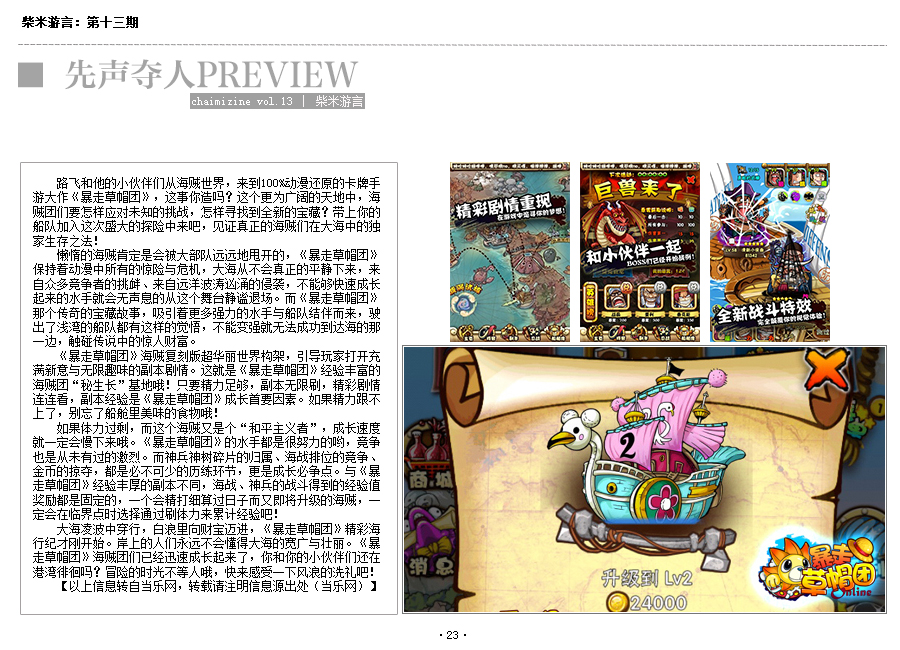 柴米游言：第十三期
先声夺人PREVIEW
chaimizine vol.13 | 柴米游言
路飞和他的小伙伴们从海贼世界，来到100%动漫还原的卡牌手
游大作《暴走草帽团》，这事你造吗？这个更为广阔的天地中，海
贼团们要怎样应对未知的挑战，怎样寻找到全新的宝藏？带上你的
船队加入这次盛大的探险中来吧，见证真正的海贼们在大海中的独
家生存之法！
懒惰的海贼肯定是会被大部队远远地甩开的，《暴走草帽团》
保持着动漫中所有的惊险与危机，大海从不会真正的平静下来，来
自众多竞争者的挑衅、来自远洋波涛汹涌的侵袭，不能够快速成长
起来的水手就会无声息的从这个舞台静谧退场。而《暴走草帽团》
那个传奇的宝藏故事，吸引着更多强力的水手与船队结伴而来，驶
出了浅湾的船队都有这样的觉悟，不能变强就无法成功到达海的那
一边，触碰传说中的惊人财富。
《暴走草帽团》海贼复刻版超华丽世界构架，引导玩家打开充
满新意与无限趣味的副本剧情。这就是《暴走草帽团》经验丰富的
海贼团“秘生长”基地哦！只要精力足够，副本无限刷，精彩剧情
连连看，副本经验是《暴走草帽团》成长首要因素。如果精力跟不
上了，别忘了船舱里美味的食物哦！
如果体力过剩，而这个海贼又是个“和平主义者”，成长速度
就一定会慢下来哦。《暴走草帽团》的水手都是很努力的哟，竞争
也是从未有过的激烈。而神兵神树碎片的归属、海战排位的竞争、
金币的掠夺，都是必不可少的历练环节，更是成长必争点。与《暴
走草帽团》经验丰厚的副本不同，海战、神兵的战斗得到的经验值
奖励都是固定的，一个会精打细算过日子而又即将升级的海贼，一
定会在临界点时选择通过刷体力来累计经验吧！
大海凌波中穿行，白浪里向财宝迈进，《暴走草帽团》精彩海
行纪才刚开始。岸上的人们永远不会懂得大海的宽广与壮丽。《暴
走草帽团》海贼团们已经迅速成长起来了，你和你的小伙伴们还在
港湾徘徊吗？冒险的时光不等人哦，快来感受一下风浪的洗礼吧！
【以上信息转自当乐网，转载请注明信息源出处（当乐网）】
精彩剧情重现
在游戏中追寻你的梦想！
巨兽来了
和小伙伴一起
BOSS们已经开始战啦！
全新战斗特效
完全颠覆你的视觉体验！
2
商城
消息
升级到 Lv2
24000
暴走
草帽团
Online
·23·